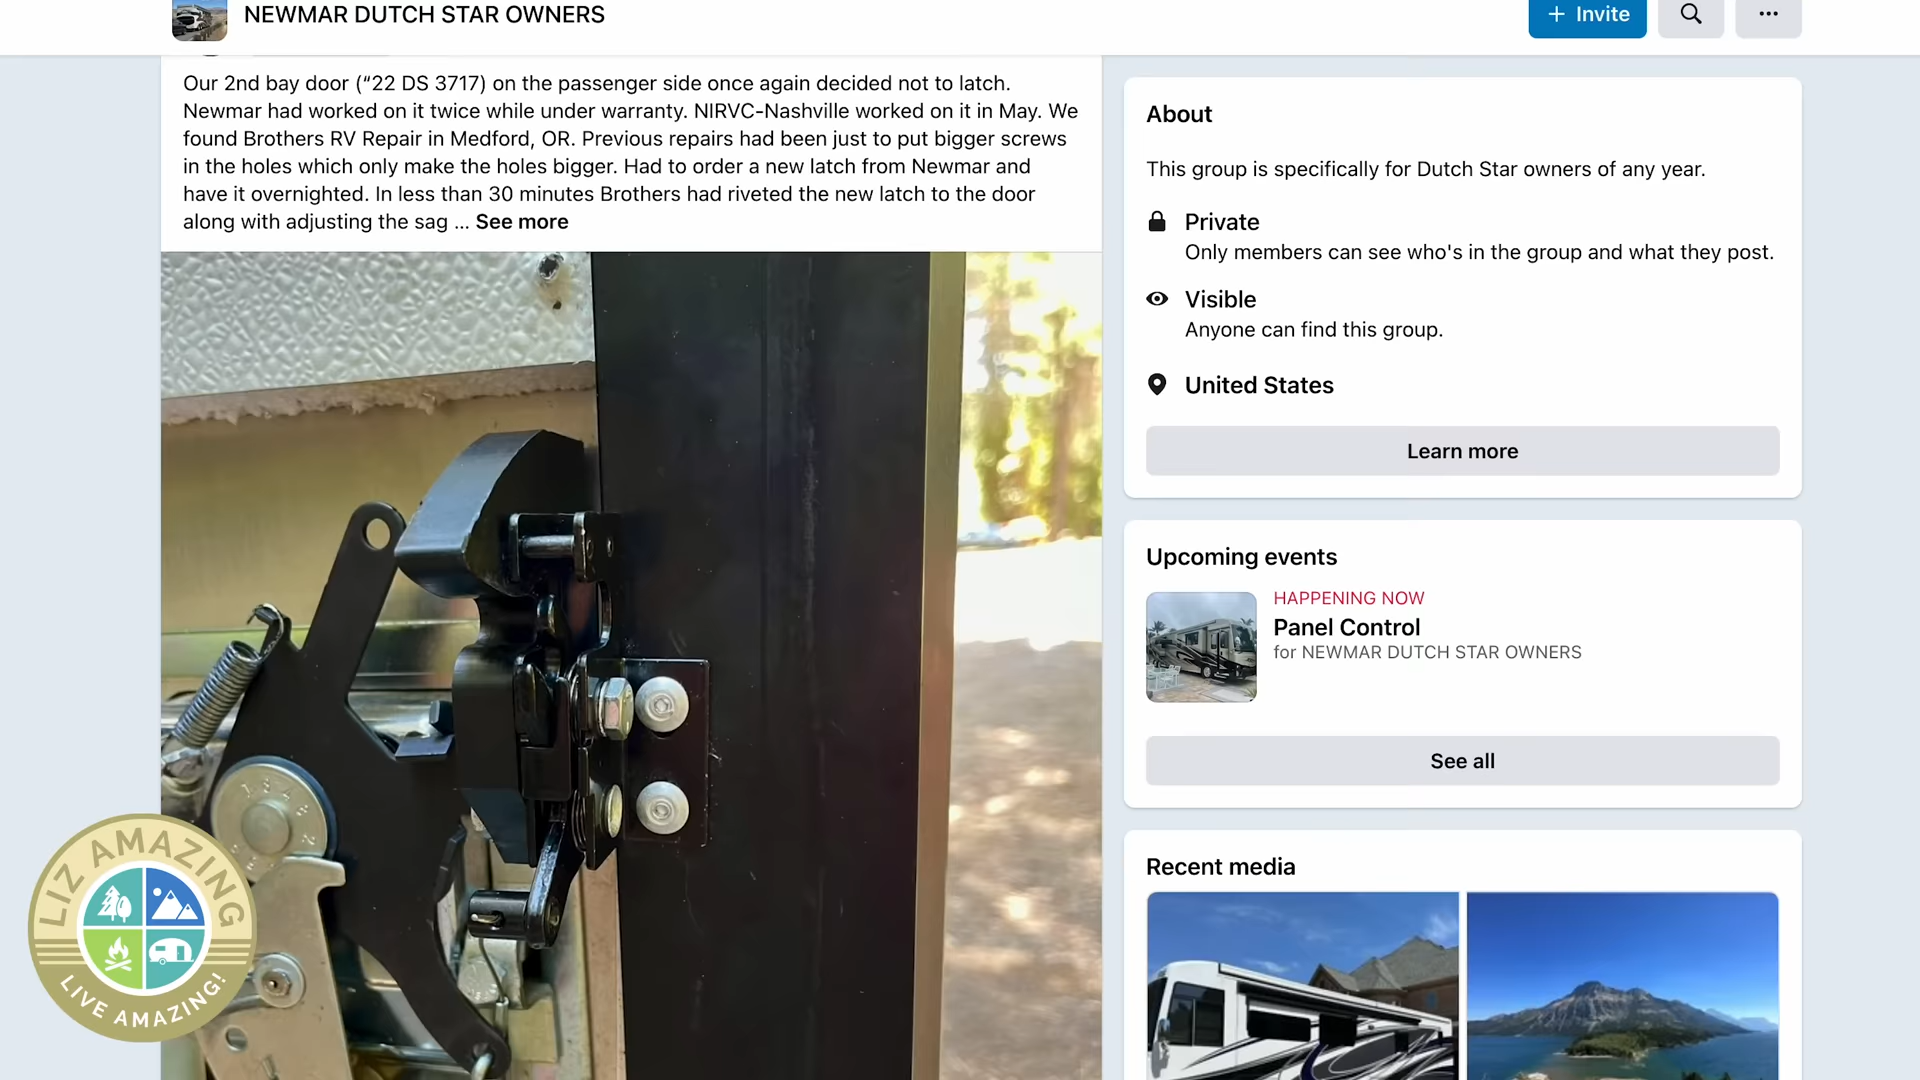 NEWMAR DUTCH STAR OWNERS
+ Invite
Our 2nd bay door (“22 DS 3717) on the passenger side once again decided not to latch.
Newmar had worked on it twice while under warranty. NIRVC-Nashville worked on it in May. We
found Brothers RV Repair in Medford, OR. Previous repairs had been just to put bigger screws
in the holes which only make the holes bigger. Had to order a new latch from Newmar and
have it overnighted. In less than 30 minutes Brothers had riveted the new latch to the door
along with adjusting the sag ... See more
About
This group is specifically for Dutch Star owners of any year.
Private
Only members can see who's in the group and what they post.
Visible
Anyone can find this group.
United States
Learn more
Upcoming events
HAPPENING NOW
Panel Control
for NEWMAR DUTCH STAR OWNERS
See all
Recent media
LIZ AMAZING
LIVE AMAZING!